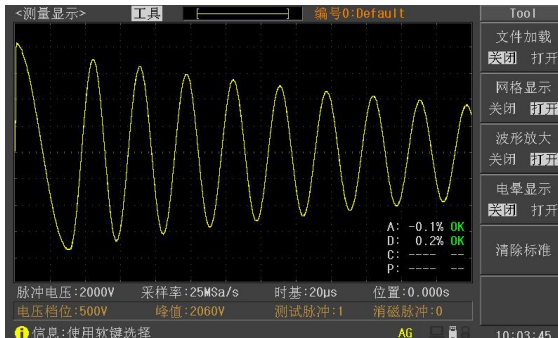 <测量显示> 工具 编号0:Default
Tool
文件加载
关闭 打开
网格显示
关闭 打开
波形放大
关闭 打开
电晕显示
关闭 打开
清除标准
A: -0.1% OK
D: 0.2% OK
C: ---- --
P: ---- --
脉冲电压:2000V 采样率:25MSa/s 时基:20μs 位置:0.000s
电压档位:500V 峰值:2060V 测试脉冲:1 消磁脉冲:0
信息:使用软键选择 AG 10:03:45